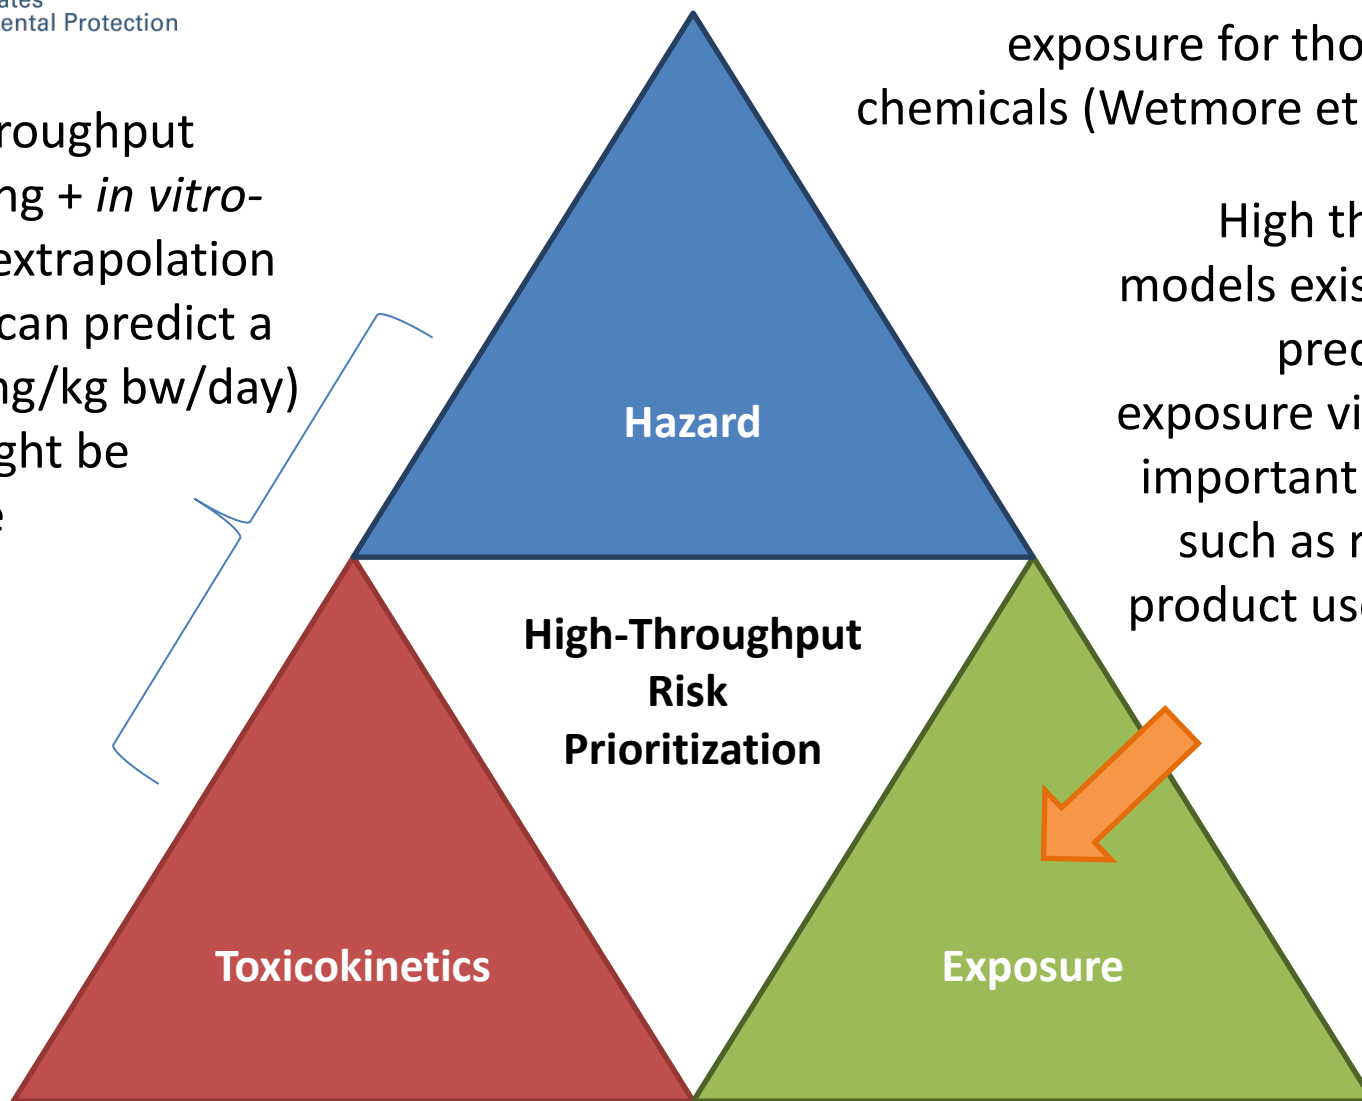 ental Protection
exposure for tho
chemicals (Wetmore et
roughput
ng + in vitro-
extrapolation
can predict a
ng/kg bw/day)
ght be
High th
models exis
pred
exposure vi
important
such as r
product use
Hazard
High-Throughput
Risk
Prioritization
Toxicokinetics
Exposure